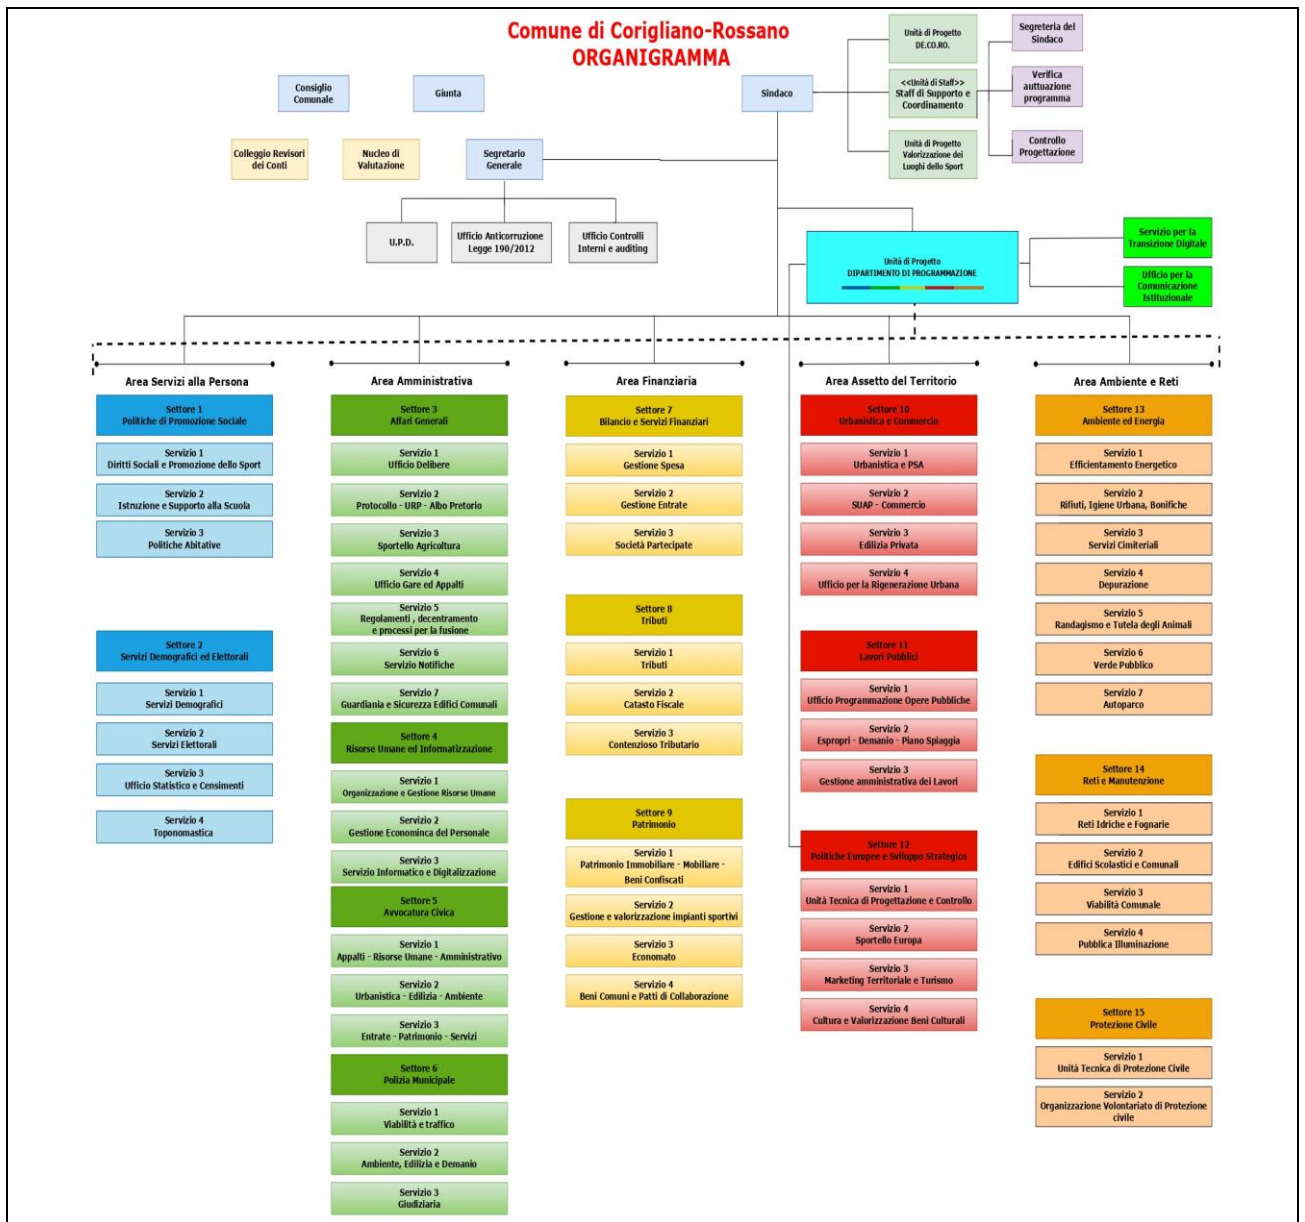 Comune di Corigliano-Rossano
ORGANIGRAMMA
Consiglio
Comunale
Giunta
Sindaco
Unità di Progetto
DE.CO.RO.
<<Unità di Staff>>
Staff di Supporto e
Coordinamento
Unità di Progetto
Valorizzazione dei
Luoghi dello Sport
Segreteria del
Sindaco
Verifica
auttuazione
programma
Controllo
Progettazione
Colleggio Revisori
dei Conti
Nucleo di
Valutazione
Segretario
Generale
U.P.D.
Ufficio Anticorruzione
Legge 190/2012
Ufficio Controlli
Interni e auditing
Unità di Progetto
DIPARTIMENTO DI PROGRAMMAZIONE
Servizio per la
Transizione Digitale
Ufficio per la
Comunicazione
Istituzionale
Area Servizi alla Persona
Settore 1
Politiche di Promozione Sociale
Servizio 1
Diritti Sociali e Promozione dello Sport
Servizio 2
Istruzione e Supporto alla Scuola
Servizio 3
Politiche Abitative
Settore 2
Servizi Demografici ed Elettorali
Servizio 1
Servizi Demografici
Servizio 2
Servizi Elettorali
Servizio 3
Ufficio Statistico e Censimenti
Servizio 4
Toponomastica
Area Amministrativa
Settore 3
Affari Generali
Servizio 1
Ufficio Delibere
Servizio 2
Protocollo - URP - Albo Pretorio
Servizio 3
Sportello Agricoltura
Servizio 4
Ufficio Gare ed Appalti
Servizio 5
Regolamenti , decentramento
e processi per la fusione
Servizio 6
Servizio Notifiche
Servizio 7
Guardiania e Sicurezza Edifici Comunali
Settore 4
Risorse Umane ed Informatizzazione
Servizio 1
Organizzazione e Gestione Risorse Umane
Servizio 2
Gestione Econominca del Personale
Servizio 3
Servizio Informatico e Digitalizzazione
Settore 5
Avvocatura Civica
Servizio 1
Appalti - Risorse Umane - Amministrativo
Servizio 2
Urbanistica - Edilizia - Ambiente
Servizio 3
Entrate - Patrimonio - Servizi
Settore 6
Polizia Municipale
Servizio 1
Viabilità e traffico
Servizio 2
Ambiente, Edilizia e Demanio
Servizio 3
Giudiziaria
Area Finanziaria
Settore 7
Bilancio e Servizi Finanziari
Servizio 1
Gestione Spesa
Servizio 2
Gestione Entrate
Servizio 3
Società Partecipate
Settore 8
Tributi
Servizio 1
Tributi
Servizio 2
Catasto Fiscale
Servizio 3
Contenzioso Tributario
Settore 9
Patrimonio
Servizio 1
Patrimonio Immobiliare - Mobiliare -
Beni Confiscati
Servizio 2
Gestione e valorizzazione impianti sportivi
Servizio 3
Economato
Servizio 4
Beni Comuni e Patti di Collaborazione
Area Assetto del Territorio
Settore 10
Urbanistica e Commercio
Servizio 1
Urbanistica e PSA
Servizio 2
SUAP - Commercio
Servizio 3
Edilizia Privata
Servizio 4
Ufficio per la Rigenerazione Urbana
Settore 11
Lavori Pubblici
Servizio 1
Ufficio Programmazione Opere Pubbliche
Servizio 2
Espropri - Demanio - Piano Spiaggia
Servizio 3
Gestione amministrativa dei Lavori
Settore 12
Politiche Europee e Sviluppo Strategico
Servizio 1
Unità Tecnica di Progettazione e Controllo
Servizio 2
Sportello Europa
Servizio 3
Marketing Territoriale e Turismo
Servizio 4
Cultura e Valorizzazione Beni Culturali
Area Ambiente e Reti
Settore 13
Ambiente ed Energia
Servizio 1
Efficientamento Energetico
Servizio 2
Rifiuti, Igiene Urbana, Bonifiche
Servizio 3
Servizi Cimiteriali
Servizio 4
Depurazione
Servizio 5
Randagismo e Tutela degli Animali
Servizio 6
Verde Pubblico
Servizio 7
Autoparco
Settore 14
Reti e Manutenzione
Servizio 1
Reti Idriche e Fognarie
Servizio 2
Edifici Scolastici e Comunali
Servizio 3
Viabilità Comunale
Servizio 4
Pubblica Illuminazione
Settore 15
Protezione Civile
Servizio 1
Unità Tecnica di Protezione Civile
Servizio 2
Organizzazione Volontariato di Protezione
civile